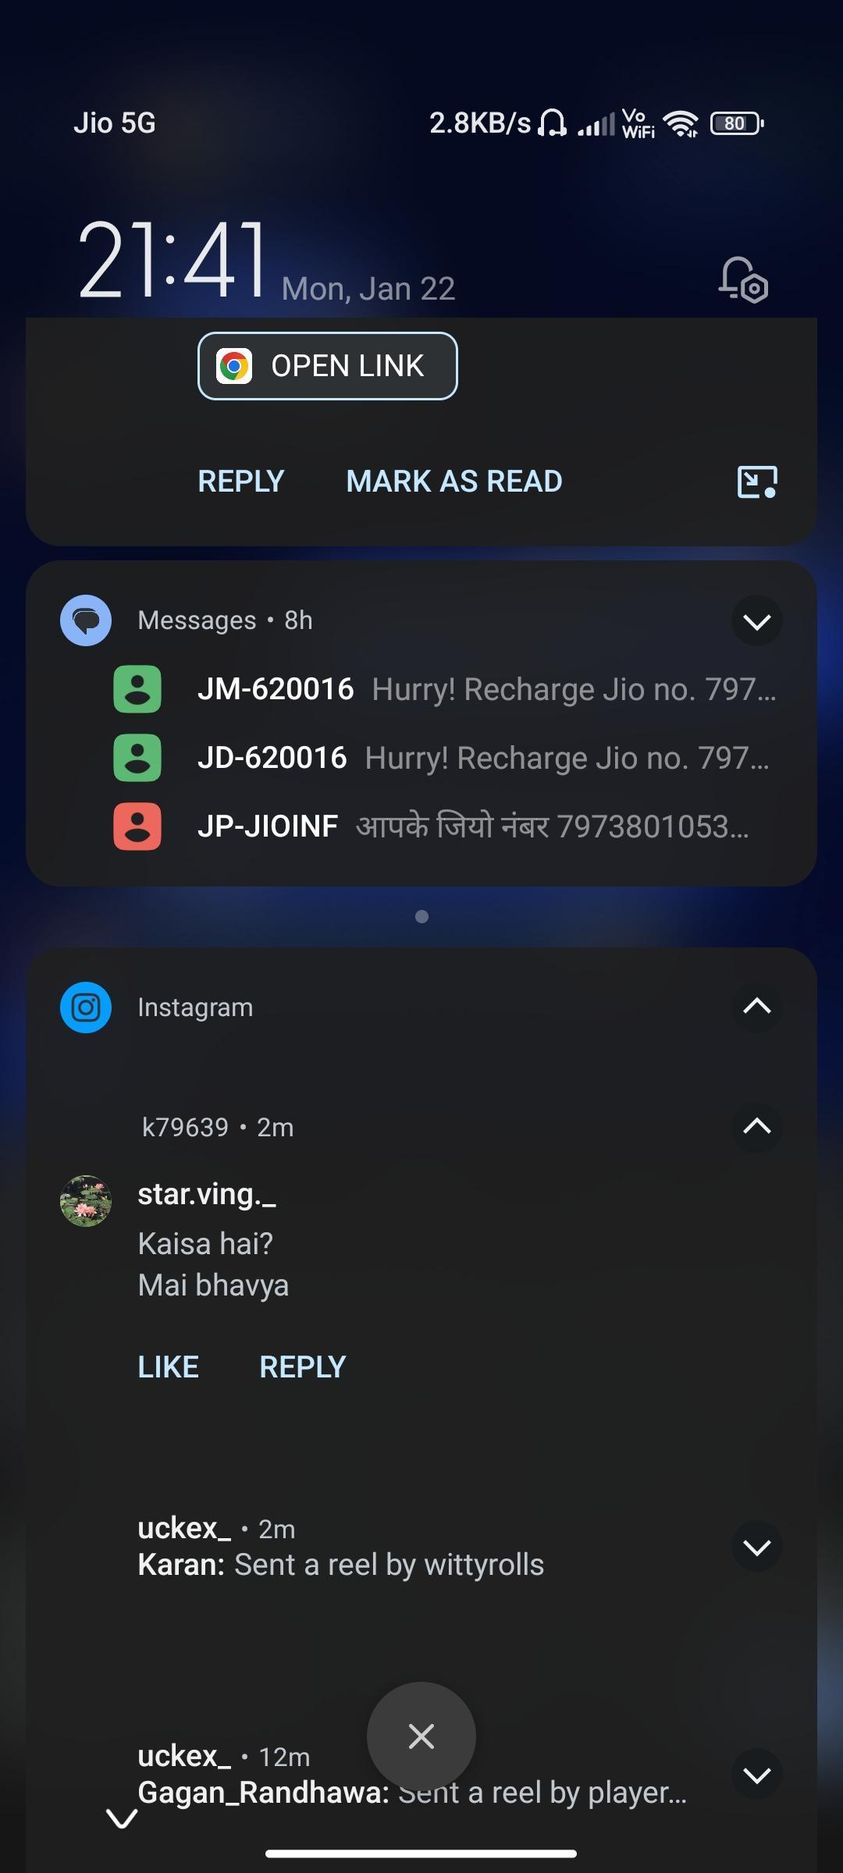 Jio 5G 2.8KB/s Vo WiFi 80
21:41 Mon, Jan 22
OPEN LINK
REPLY MARK AS READ
Messages • 8h
JM-620016 Hurry! Recharge Jio no. 797...
JD-620016 Hurry! Recharge Jio no. 797...
JP-JIOINF आपके जियो नंबर 7973801053...
Instagram
k79639 • 2m
star.ving._
Kaisa hai?
Mai bhavya
LIKE REPLY
uckex_ • 2m
Karan: Sent a reel by wittyrolls
uckex_ • 12m
Gagan_Randhawa: Sent a reel by player...